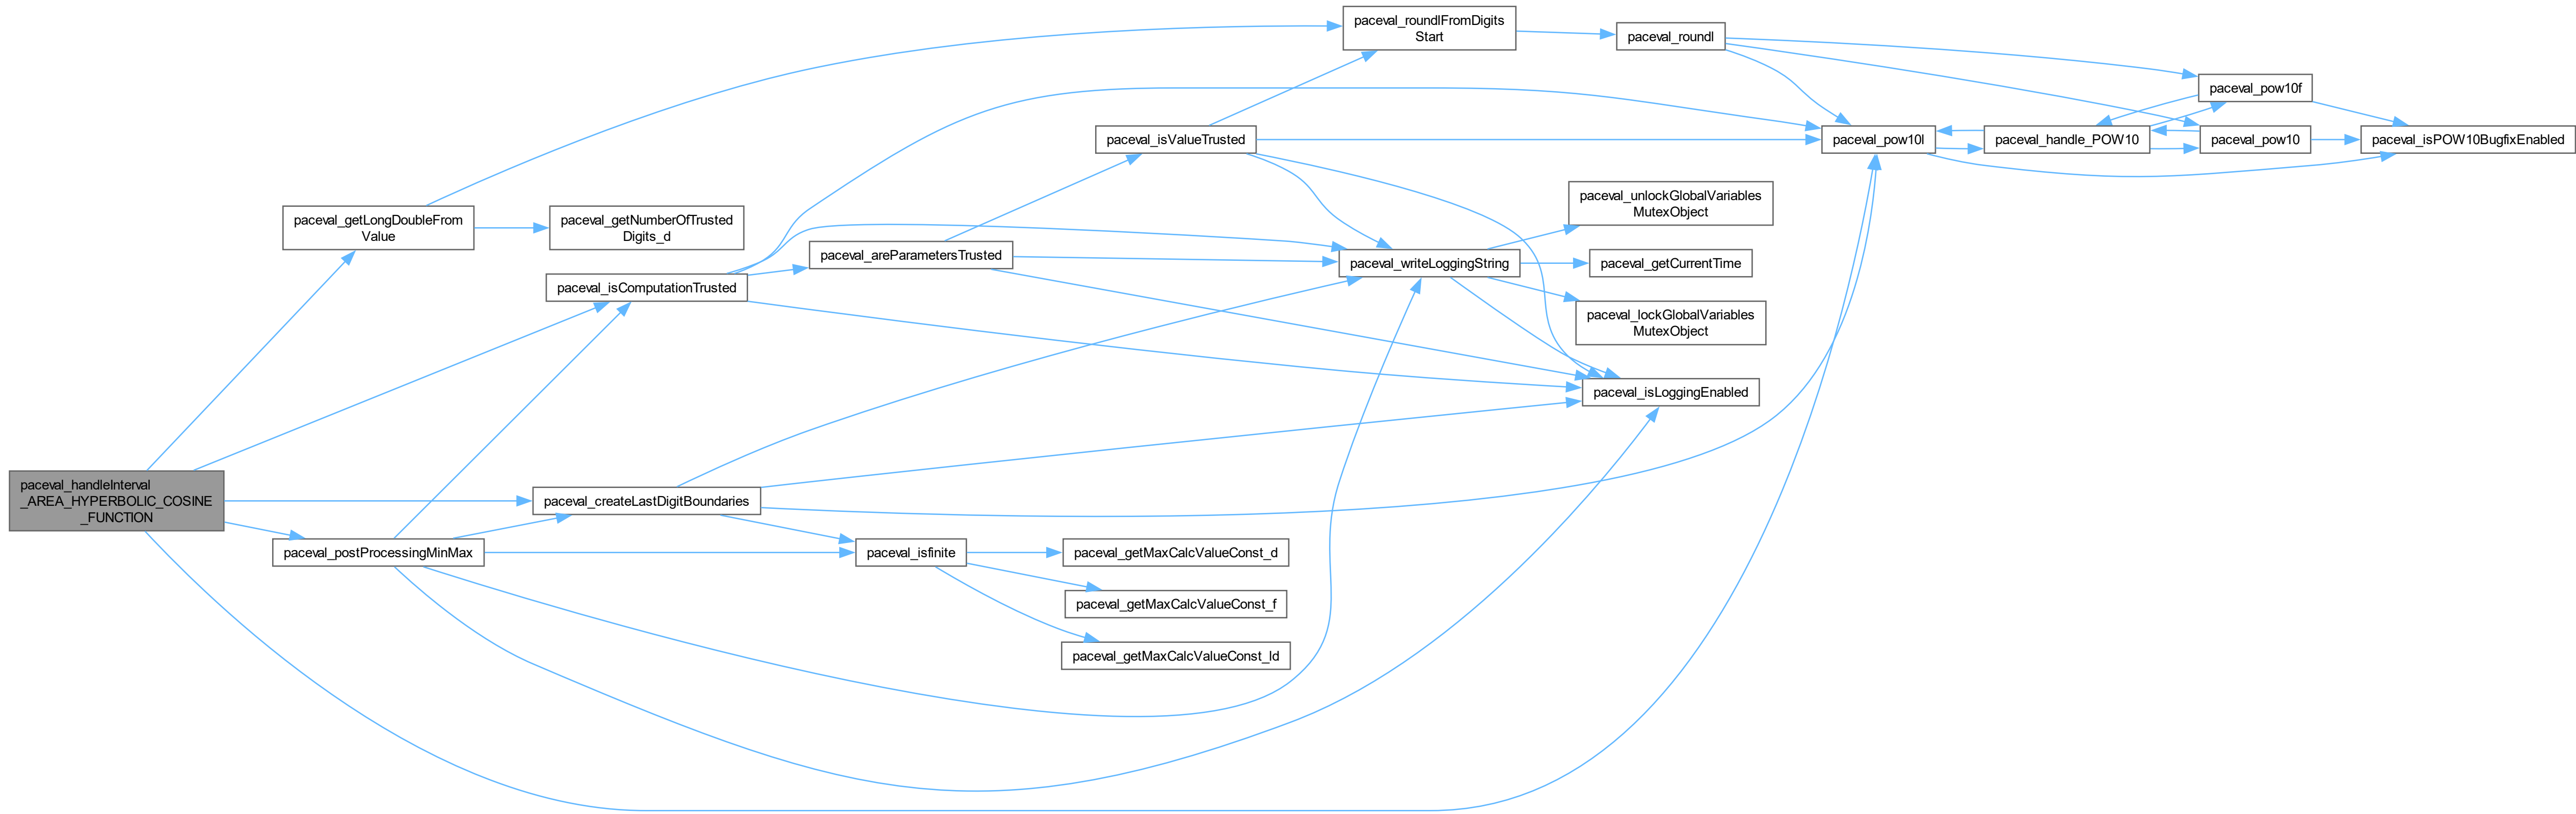 paceval_roundlFromDigits
Start
paceval_roundl
paceval_pow10f
paceval_isValueTrusted
paceval_pow10l
paceval_handle_POW10
paceval_pow10
paceval_isPOW10BugfixEnabled
paceval_unlockGlobalVariables
MutexObject
paceval_getLongDoubleFrom
Value
paceval_getNumberOfTrusted
Digits_d
paceval_areParametersTrusted
paceval_writeLoggingString
paceval_getCurrentTime
paceval_isComputationTrusted
paceval_lockGlobalVariables
MutexObject
paceval_isLoggingEnabled
paceval_handleInterval
_AREA_HYPERBOLIC_COSINE
_FUNCTION
paceval_createLastDigitBoundaries
paceval_postProcessingMinMax
paceval_isfinite
paceval_getMaxCalcValueConst_d
paceval_getMaxCalcValueConst_f
paceval_getMaxCalcValueConst_ld